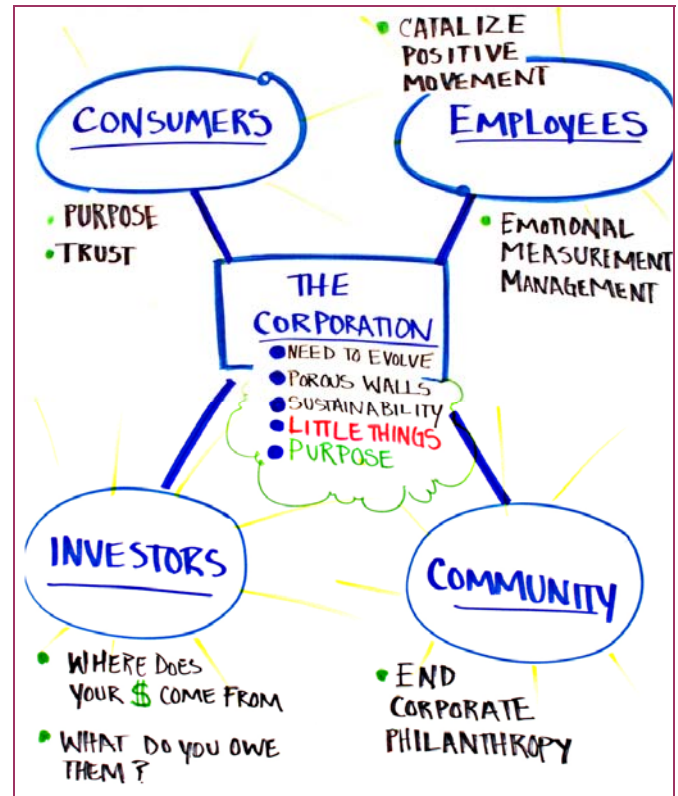 CATALIZE
POSITIVE
MOVEMENT
CONSUMERS
EMPLOYEES
PURPOSE
TRUST
EMOTIONAL
MEASUREMENT
MANAGEMENT
THE
CORPORATION
NEED TO EVOLVE
POROUS WALLS
SUSTAINABILITY
LITTLE THINGS
PURPOSE
INVESTORS
COMMUNITY
WHERE DOES
YOUR $ COME FROM
WHAT DO YOU OWE
THEM?
END
CORPORATE
PHILANTHROPY